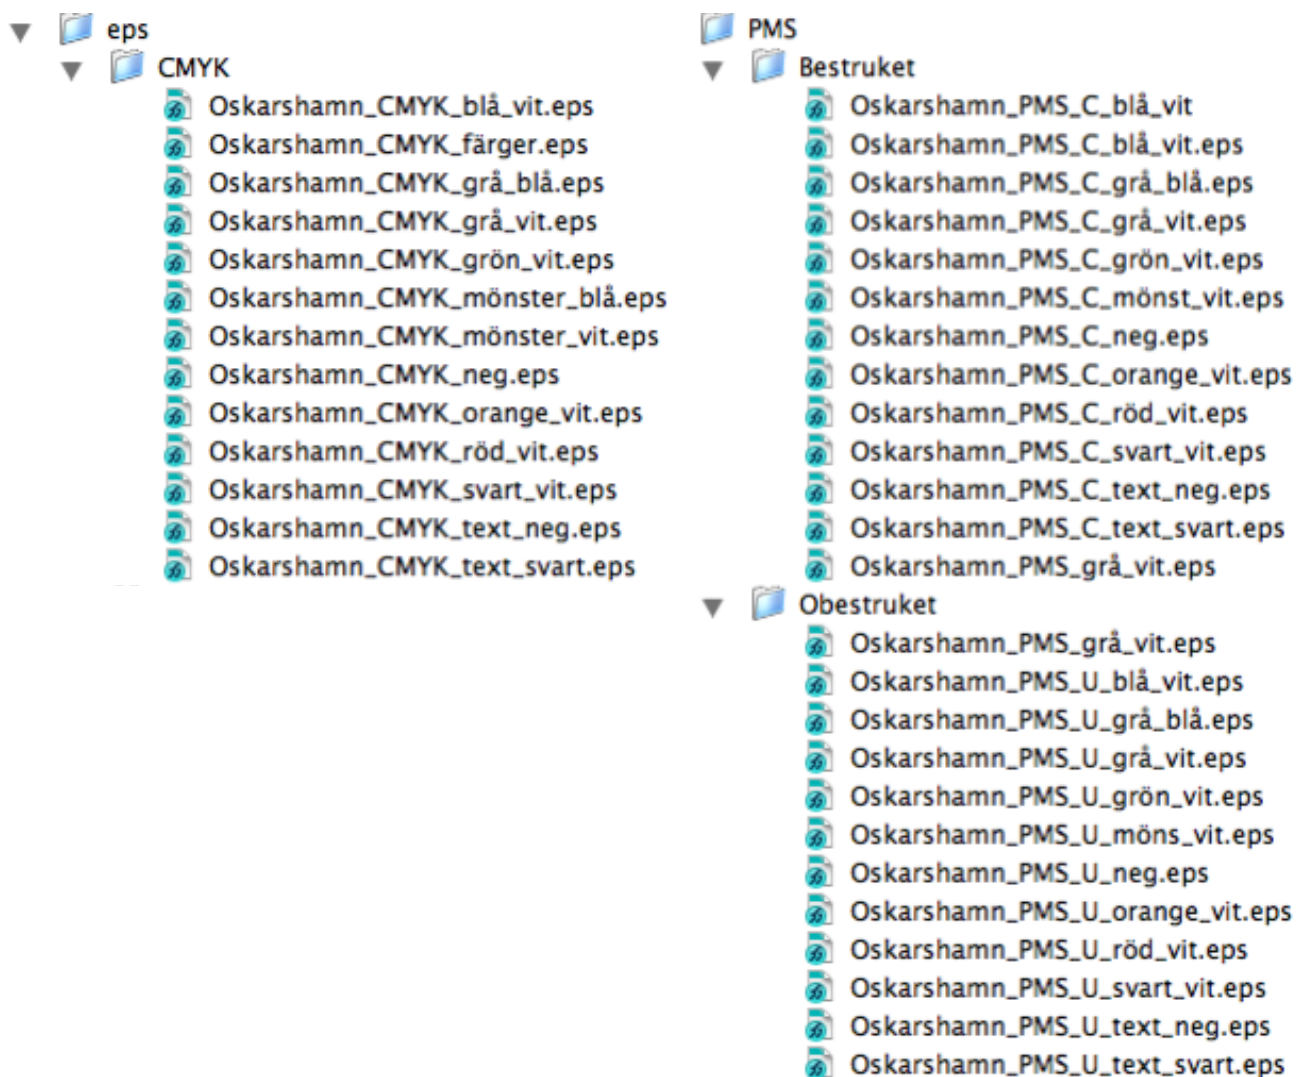 eps
CMYK
Oskarshamn_CMYK_blå_vit.eps
Oskarshamn_CMYK_färger.eps
Oskarshamn_CMYK_grå_blå.eps
Oskarshamn_CMYK_grå_vit.eps
Oskarshamn_CMYK_grön_vit.eps
Oskarshamn_CMYK_mönster_blå.eps
Oskarshamn_CMYK_mönster_vit.eps
Oskarshamn_CMYK_neg.eps
Oskarshamn_CMYK_orange_vit.eps
Oskarshamn_CMYK_röd_vit.eps
Oskarshamn_CMYK_svart_vit.eps
Oskarshamn_CMYK_text_neg.eps
Oskarshamn_CMYK_text_svart.eps
PMS
Bestruket
Oskarshamn_PMS_C_blå_vit
Oskarshamn_PMS_C_blå_vit.eps
Oskarshamn_PMS_C_grå_blå.eps
Oskarshamn_PMS_C_grå_vit.eps
Oskarshamn_PMS_C_grön_vit.eps
Oskarshamn_PMS_C_mönst_vit.eps
Oskarshamn_PMS_C_neg.eps
Oskarshamn_PMS_C_orange_vit.eps
Oskarshamn_PMS_C_röd_vit.eps
Oskarshamn_PMS_C_svart_vit.eps
Oskarshamn_PMS_C_text_neg.eps
Oskarshamn_PMS_C_text_svart.eps
Oskarshamn_PMS_grå_vit.eps
Obestruket
Oskarshamn_PMS_grå_vit.eps
Oskarshamn_PMS_U_blå_vit.eps
Oskarshamn_PMS_U_grå_blå.eps
Oskarshamn_PMS_U_grå_vit.eps
Oskarshamn_PMS_U_grön_vit.eps
Oskarshamn_PMS_U_möns_vit.eps
Oskarshamn_PMS_U_neg.eps
Oskarshamn_PMS_U_orange_vit.eps
Oskarshamn_PMS_U_röd_vit.eps
Oskarshamn_PMS_U_svart_vit.eps
Oskarshamn_PMS_U_text_neg.eps
Oskarshamn_PMS_U_text_svart.eps